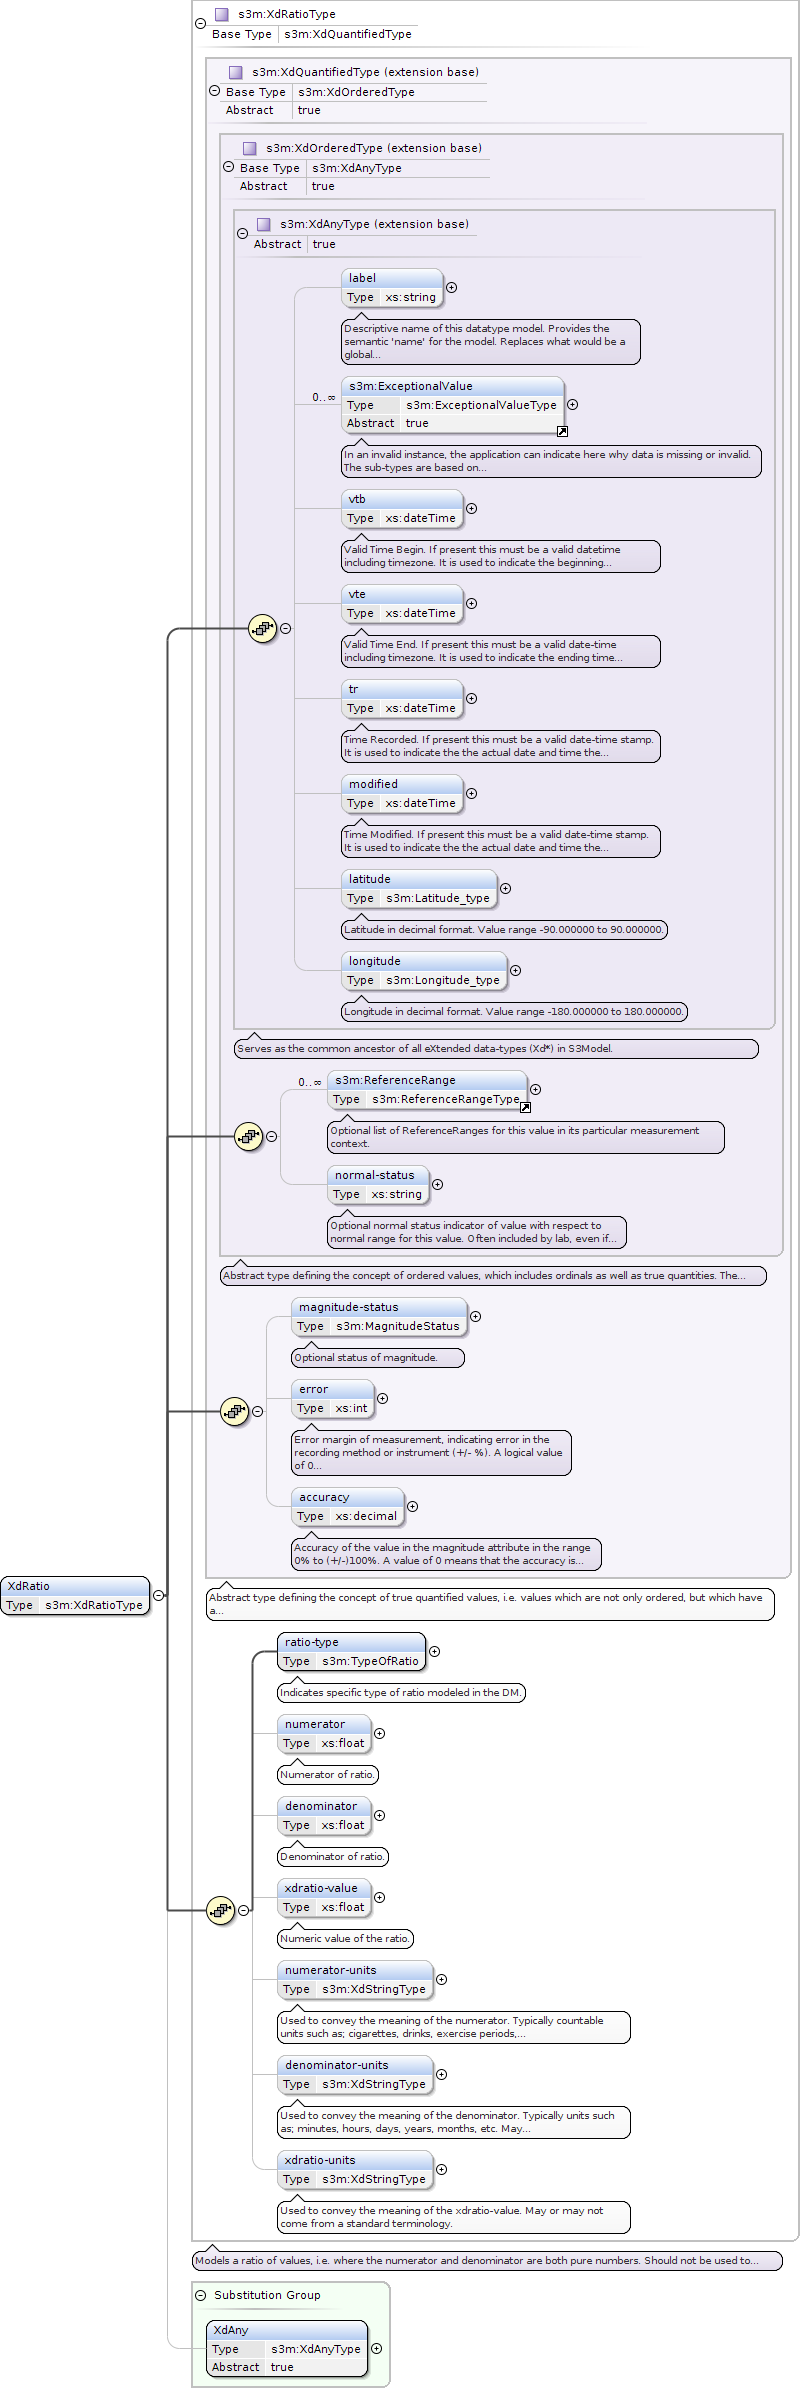 s3m:XdRatioType
Base Type s3m:XdQuantifiedType
s3m:XdQuantifiedType (extension base)
Base Type s3m:XdOrderedType
Abstract true
s3m:XdOrderedType (extension base)
Base Type s3m:XdAnyType
Abstract true
s3m:XdAnyType (extension base)
Abstract true
label
Type xs:string
Descriptive name of this datatype model. Provides the
semantic 'name' for the model. Replaces what would be a
global...
0..∞
s3m:ExceptionalValue
Type s3m:ExceptionalValueType
Abstract true
In an invalid instance, the application can indicate here why data is missing or invalid.
The sub-types are based on...
vtb
Type xs:dateTime
Valid Time Begin. If present this must be a valid datetime
including timezone. It is used to indicate the beginning...
vte
Type xs:dateTime
Valid Time End. If present this must be a valid date-time
including timezone. It is used to indicate the ending time...
tr
Type xs:dateTime
Time Recorded. If present this must be a valid date-time stamp.
It is used to indicate the the actual date and time the...
modified
Type xs:dateTime
Time Modified. If present this must be a valid date-time stamp.
It is used to indicate the the actual date and time the...
latitude
Type s3m:Latitude_type
Latitude in decimal format. Value range -90.000000 to 90.000000.
longitude
Type s3m:Longitude_type
Longitude in decimal format. Value range -180.000000 to 180.000000.
Serves as the common ancestor of all eXtended data-types (Xd*) in S3Model.
0..∞
s3m:ReferenceRange
Type s3m:ReferenceRangeType
Optional list of ReferenceRanges for this value in its particular measurement
context.
normal-status
Type xs:string
Optional normal status indicator of value with respect to
normal range for this value. Often included by lab, even if...
Abstract type defining the concept of ordered values, which includes ordinals as well as true quantities. The...
magnitude-status
Type s3m:MagnitudeStatus
Optional status of magnitude.
error
Type xs:int
Error margin of measurement, indicating error in the
recording method or instrument (+/- %). A logical value
of 0...
accuracy
Type xs:decimal
Accuracy of the value in the magnitude attribute in the range
0% to (+/-)100%. A value of 0 means that the accuracy is...
XdRatio
Type s3m:XdRatioType
Abstract type defining the concept of true quantified values, i.e. values which are not only ordered, but which have
a...
ratio-type
Type s3m:TypeOfRatio
Indicates specific type of ratio modeled in the DM.
numerator
Type xs:float
Numerator of ratio.
denominator
Type xs:float
Denominator of ratio.
xdratio-value
Type xs:float
Numeric value of the ratio.
numerator-units
Type s3m:XdStringType
Used to convey the meaning of the numerator. Typically countable
units such as; cigarettes, drinks, exercise periods,...
denominator-units
Type s3m:XdStringType
Used to convey the meaning of the denominator. Typically units such
as; minutes, hours, days, years, months, etc. May...
xdratio-units
Type s3m:XdStringType
Used to convey the meaning of the xdratio-value. May or may not
come from a standard terminology.
Models a ratio of values, i.e. where the numerator and denominator are both pure numbers. Should not be used to...
Substitution Group
XdAny
Type s3m:XdAnyType
Abstract true